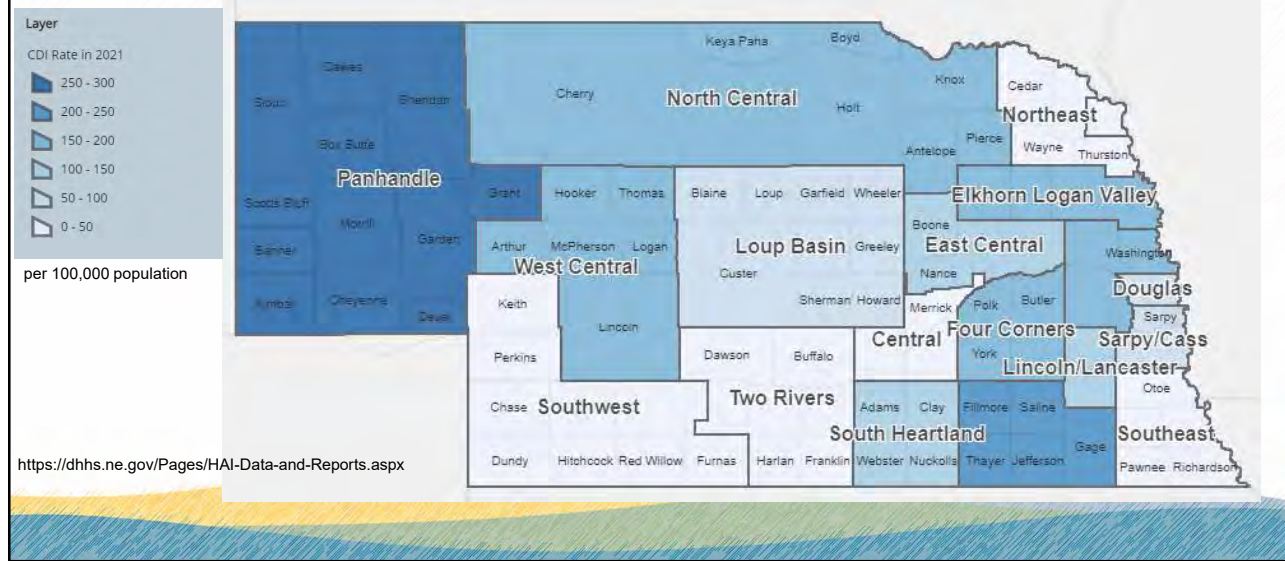 Layer
CDI Rate in 2021
250 - 300
200 - 250
150 - 200
100 - 150
50 - 100
0 - 50
per 100,000 population
https://dhhs.ne.gov/Pages/HAI-Data-and-Reports.aspx
Keya Paha Boyd
Dawes
Knox
Sioux Sheridan Cherry North Central Holt Cedar
Northeast
Box Butte Antelope Pierce Wayne Thurston
Panhandle
Scotts Bluff Grant Hooker Thomas Blaine Loup Garfield Wheeler Elkhorn Logan Valley
Morrill Boone
Banner Garden Arthur McPherson Logan Loup Basin Greeley East Central Washington
West Central
Custer Nance
Kimball Cheyenne Deuel Keith Sherman Howard Merrick Polk Butler Douglas
Sarpy
Lincoln Central Four Corners Sarpy/Cass
Perkins Dawson Buffalo York
Lincoln/Lancaster
Otoe
Chase Southwest Two Rivers Adams Clay Fillmore Saline
South Heartland Southeast
Gage
Dundy Hitchcock Red Willow Furnas Harlan Franklin Webster Nuckolls Thayer Jefferson Pawnee Richardson